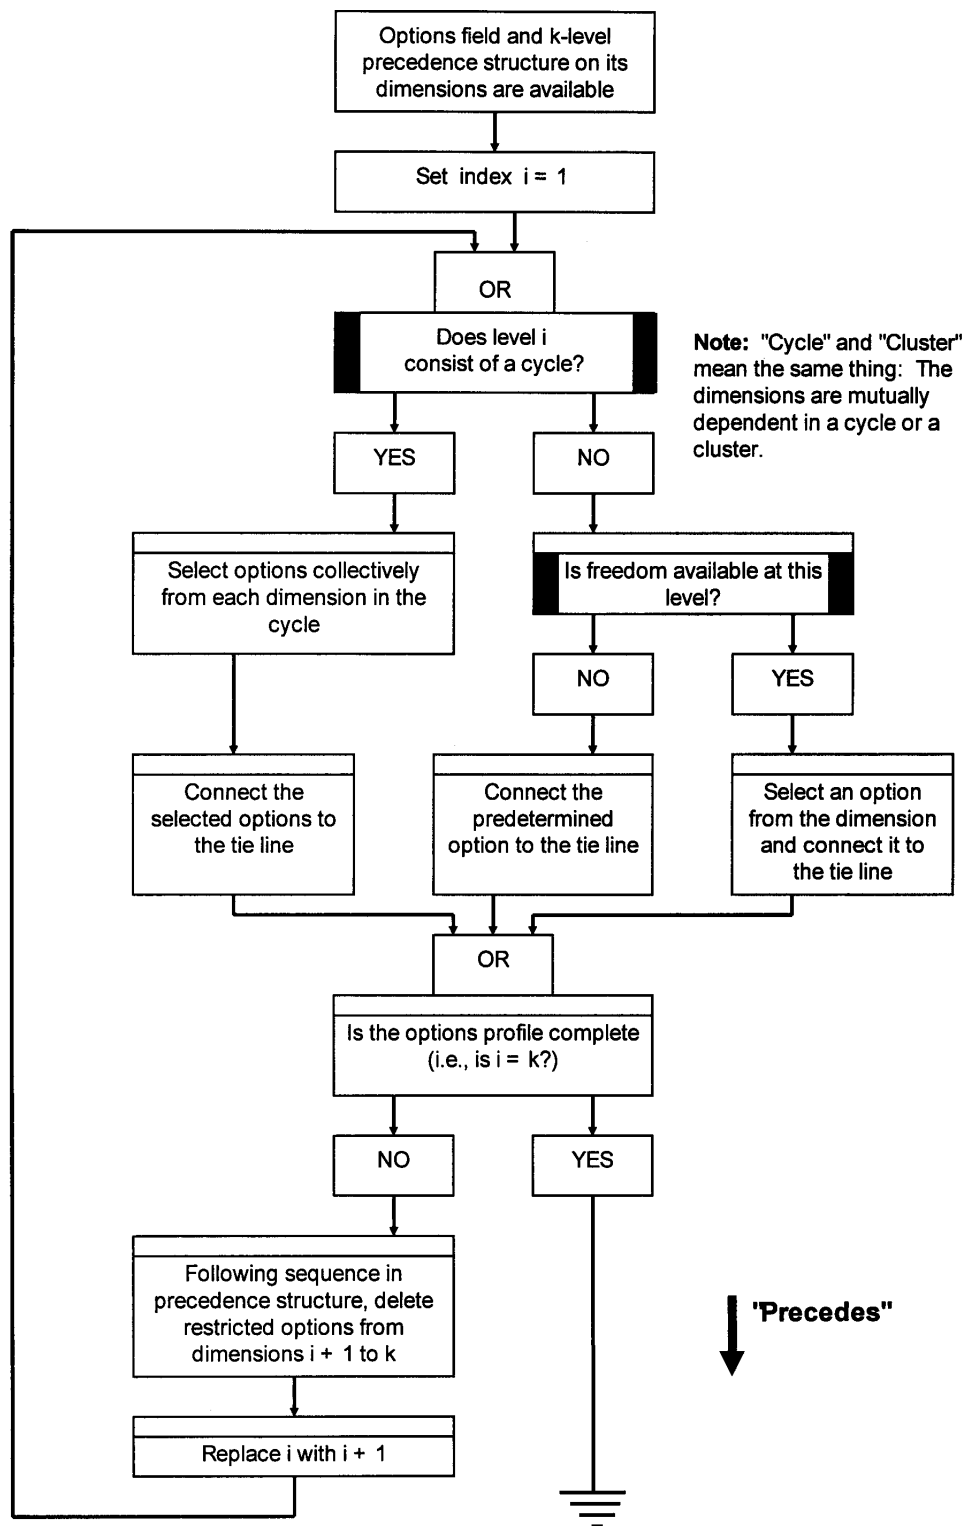 Options field and k-level
precedence structure on its
dimensions are available
Set index i = 1
OR
Does level i
consist of a cycle?
Note: "Cycle" and "Cluster"
mean the same thing: The
dimensions are mutually
dependent in a cycle or a
cluster.
YES
NO
Select options collectively
from each dimension in the
cycle
Is freedom available at this
level?
NO
YES
Connect the
selected options to
the tie line
Connect the
predetermined
option to the tie line
Select an option
from the dimension
and connect it to
the tie line
OR
Is the options profile complete
(i.e., is i = k?)
NO
YES
Following sequence in
precedence structure, delete
restricted options from
dimensions i + 1 to k
"Precedes"
Replace i with i + 1